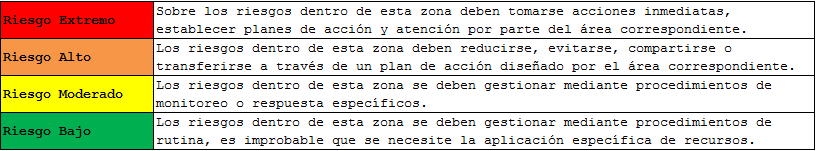 Riesgo Extremo
Sobre los riesgos dentro de esta zona deben tomarse acciones inmediatas,
establecer planes de acción y atención por parte del área correspondiente.
Riesgo Alto
Los riesgos dentro de esta zona deben reducirse, evitarse, compartirse o
transferirse a través de un plan de acción diseñado por el área correspondiente.
Riesgo Moderado
Los riesgos dentro de esta zona se deben gestionar mediante procedimientos de
monitoreo o respuesta específicos.
Riesgo Bajo
Los riesgos dentro de esta zona se deben gestionar mediante procedimientos de
rutina, es improbable que se necesite la aplicación específica de recursos.